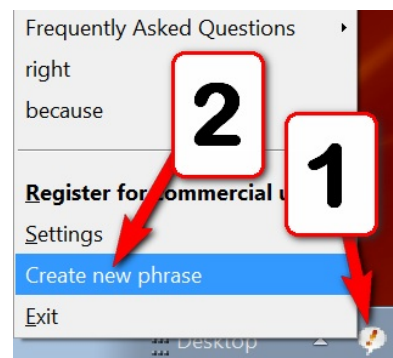 Frequently Asked Questions
right
because
2
1
Register for commercial u
Settings
Create new phrase
Exit
Desktop